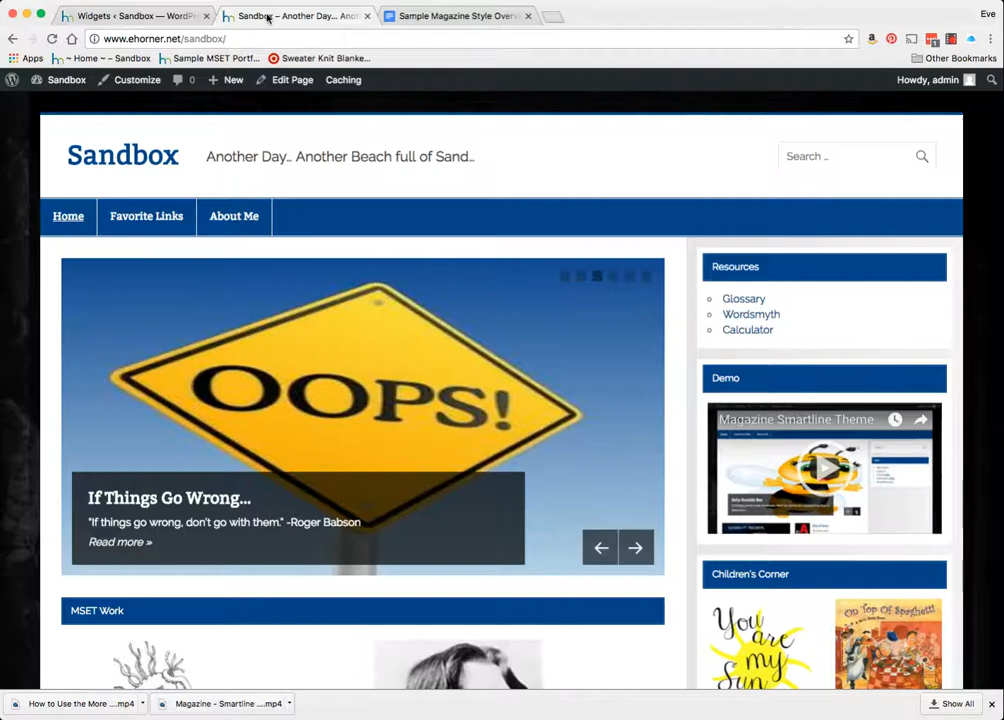 Widgets ‹ Sandbox — WordPr
Sandbox – Another Day… Anot
Sample Magazine Style Overv
Eve
www.ehorner.net/sandbox/
Apps
~ Home ~ – Sandbox
Sample MSET Portf...
Sweater Knit Blanke...
Other Bookmarks
Sandbox
Customize
0
New
Edit Page
Caching
Howdy, admin
Sandbox
Another Day… Another Beach full of Sand…
Search …
Home
Favorite Links
About Me
OOPS!
If Things Go Wrong…
"If things go wrong, don't go with them." -Roger Babson
Read more »
MSET Work
Resources
Glossary
Wordsmyth
Calculator
Demo
Magazine Smartline Theme
Children's Corner
You are my Sun
On Top Of Spaghetti
How to Use the More ....mp4
Magazine - Smartline ....mp4
Show All